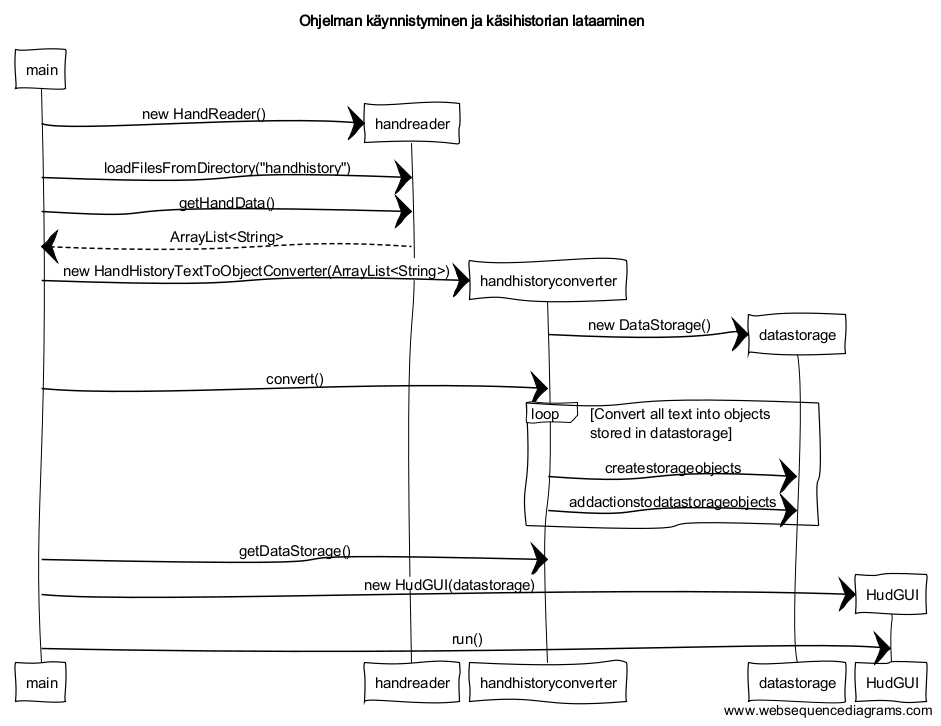 Ohjelman käynnistyminen ja käsihistorian lataaminen
main
new HandReader()
handreader
loadFilesFromDirectory("handhistory")
getHandData()
ArrayList<String>
new HandHistoryTextToObjectConverter(ArrayList<String>)
handhistoryconverter
new DataStorage()
datastorage
convert()
loop
[Convert all text into objects
stored in datastorage]
createstorageobjects
addactionstodatastorageobjects
getDataStorage()
new HudGUI(datastorage)
HudGUI
run()
main
handreader
handhistoryconverter
datastorage
HudGUI
www.websequencediagrams.com